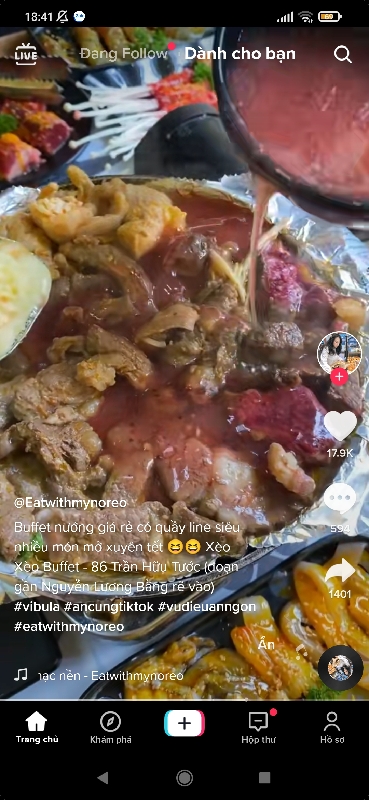 18:41
69
LIVE
Đang Follow Dành cho bạn
17.9K
594
1401
@Eatwithmynoreo
Buffet nướng giá rẻ có quầy line siêu
nhiều món mở xuyên tết 😆😆 Xèo
Xèo Buffet - 86 Trần Hữu Tước (đoạn
gần Nguyễn Lương Bằng rẽ vào)
#vibula #ancungtiktok #vudieuanngon
#eatwithmynoreo
Ẩn
nạc nền - Eatwithmynoreo
Trang chủ
Khám phá
Hộp thư
Hồ sơ